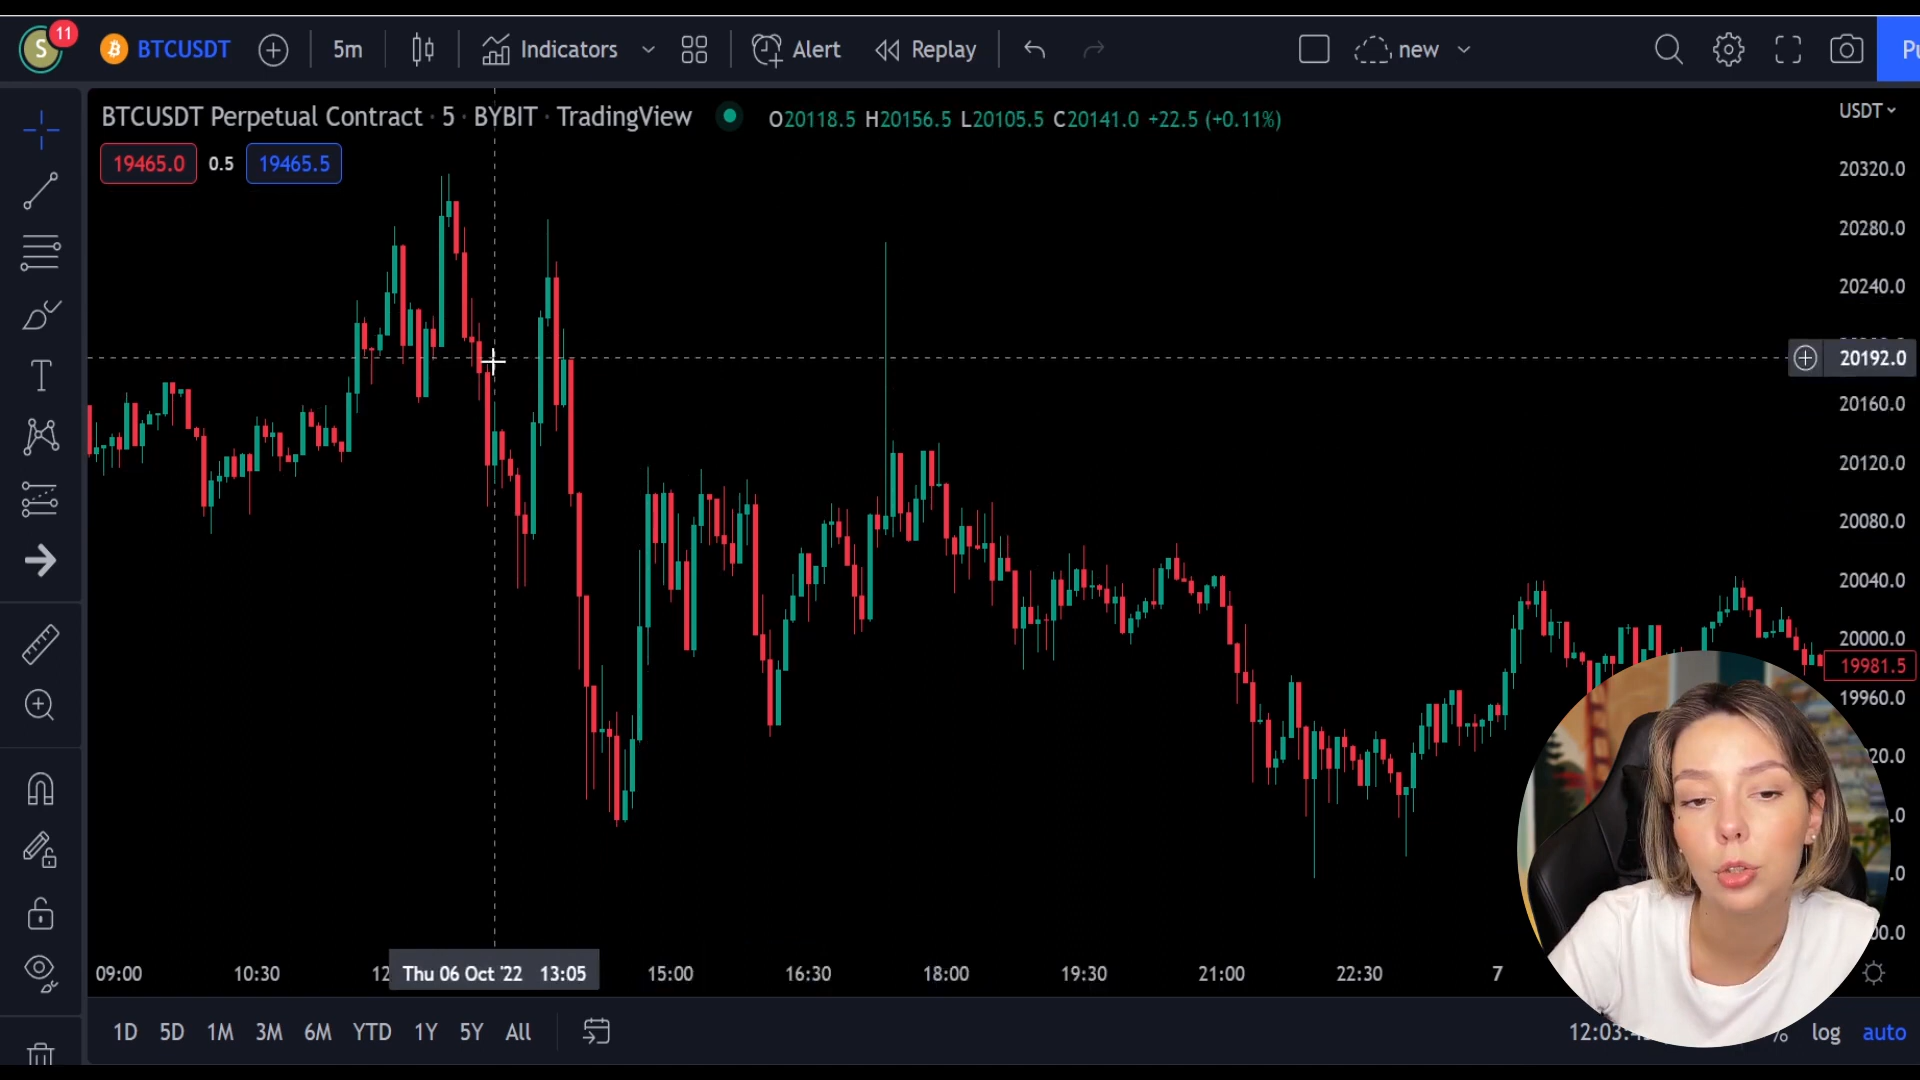 S 11 BTCUSDT 5m Indicators Alert Replay new Pu
BTCUSDT Perpetual Contract · 5 · BYBIT · TradingView O20118.5 H20156.5 L20105.5 C20141.0 +22.5 (+0.11%) USDT
19465.0 0.5 19465.5
20320.0
20280.0
20240.0
20192.0
20160.0
20120.0
20080.0
20040.0
20000.0
19981.5
19960.0
09:00 10:30 12 Thu 06 Oct '22 13:05 15:00 16:30 18:00 19:30 21:00 22:30 7
1D 5D 1M 3M 6M YTD 1Y 5Y All 12:03: % log auto